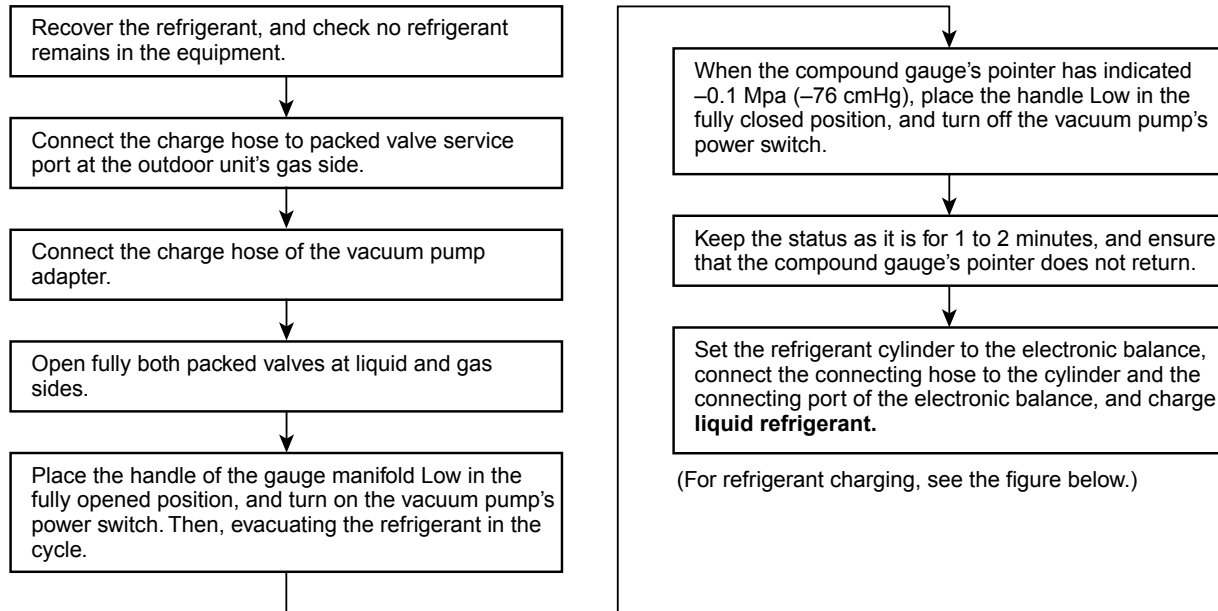 Recover the refrigerant, and check no refrigerant
remains in the equipment.
Connect the charge hose to packed valve service
port at the outdoor unit's gas side.
Connect the charge hose of the vacuum pump
adapter.
Open fully both packed valves at liquid and gas
sides.
Place the handle of the gauge manifold Low in the
fully opened position, and turn on the vacuum pump's
power switch. Then, evacuating the refrigerant in the
cycle.
When the compound gauge's pointer has indicated
–0.1 Mpa (–76 cmHg), place the handle Low in the
fully closed position, and turn off the vacuum pump's
power switch.
Keep the status as it is for 1 to 2 minutes, and ensure
that the compound gauge's pointer does not return.
Set the refrigerant cylinder to the electronic balance,
connect the connecting hose to the cylinder and the
connecting port of the electronic balance, and charge
liquid refrigerant.
(For refrigerant charging, see the figure below.)